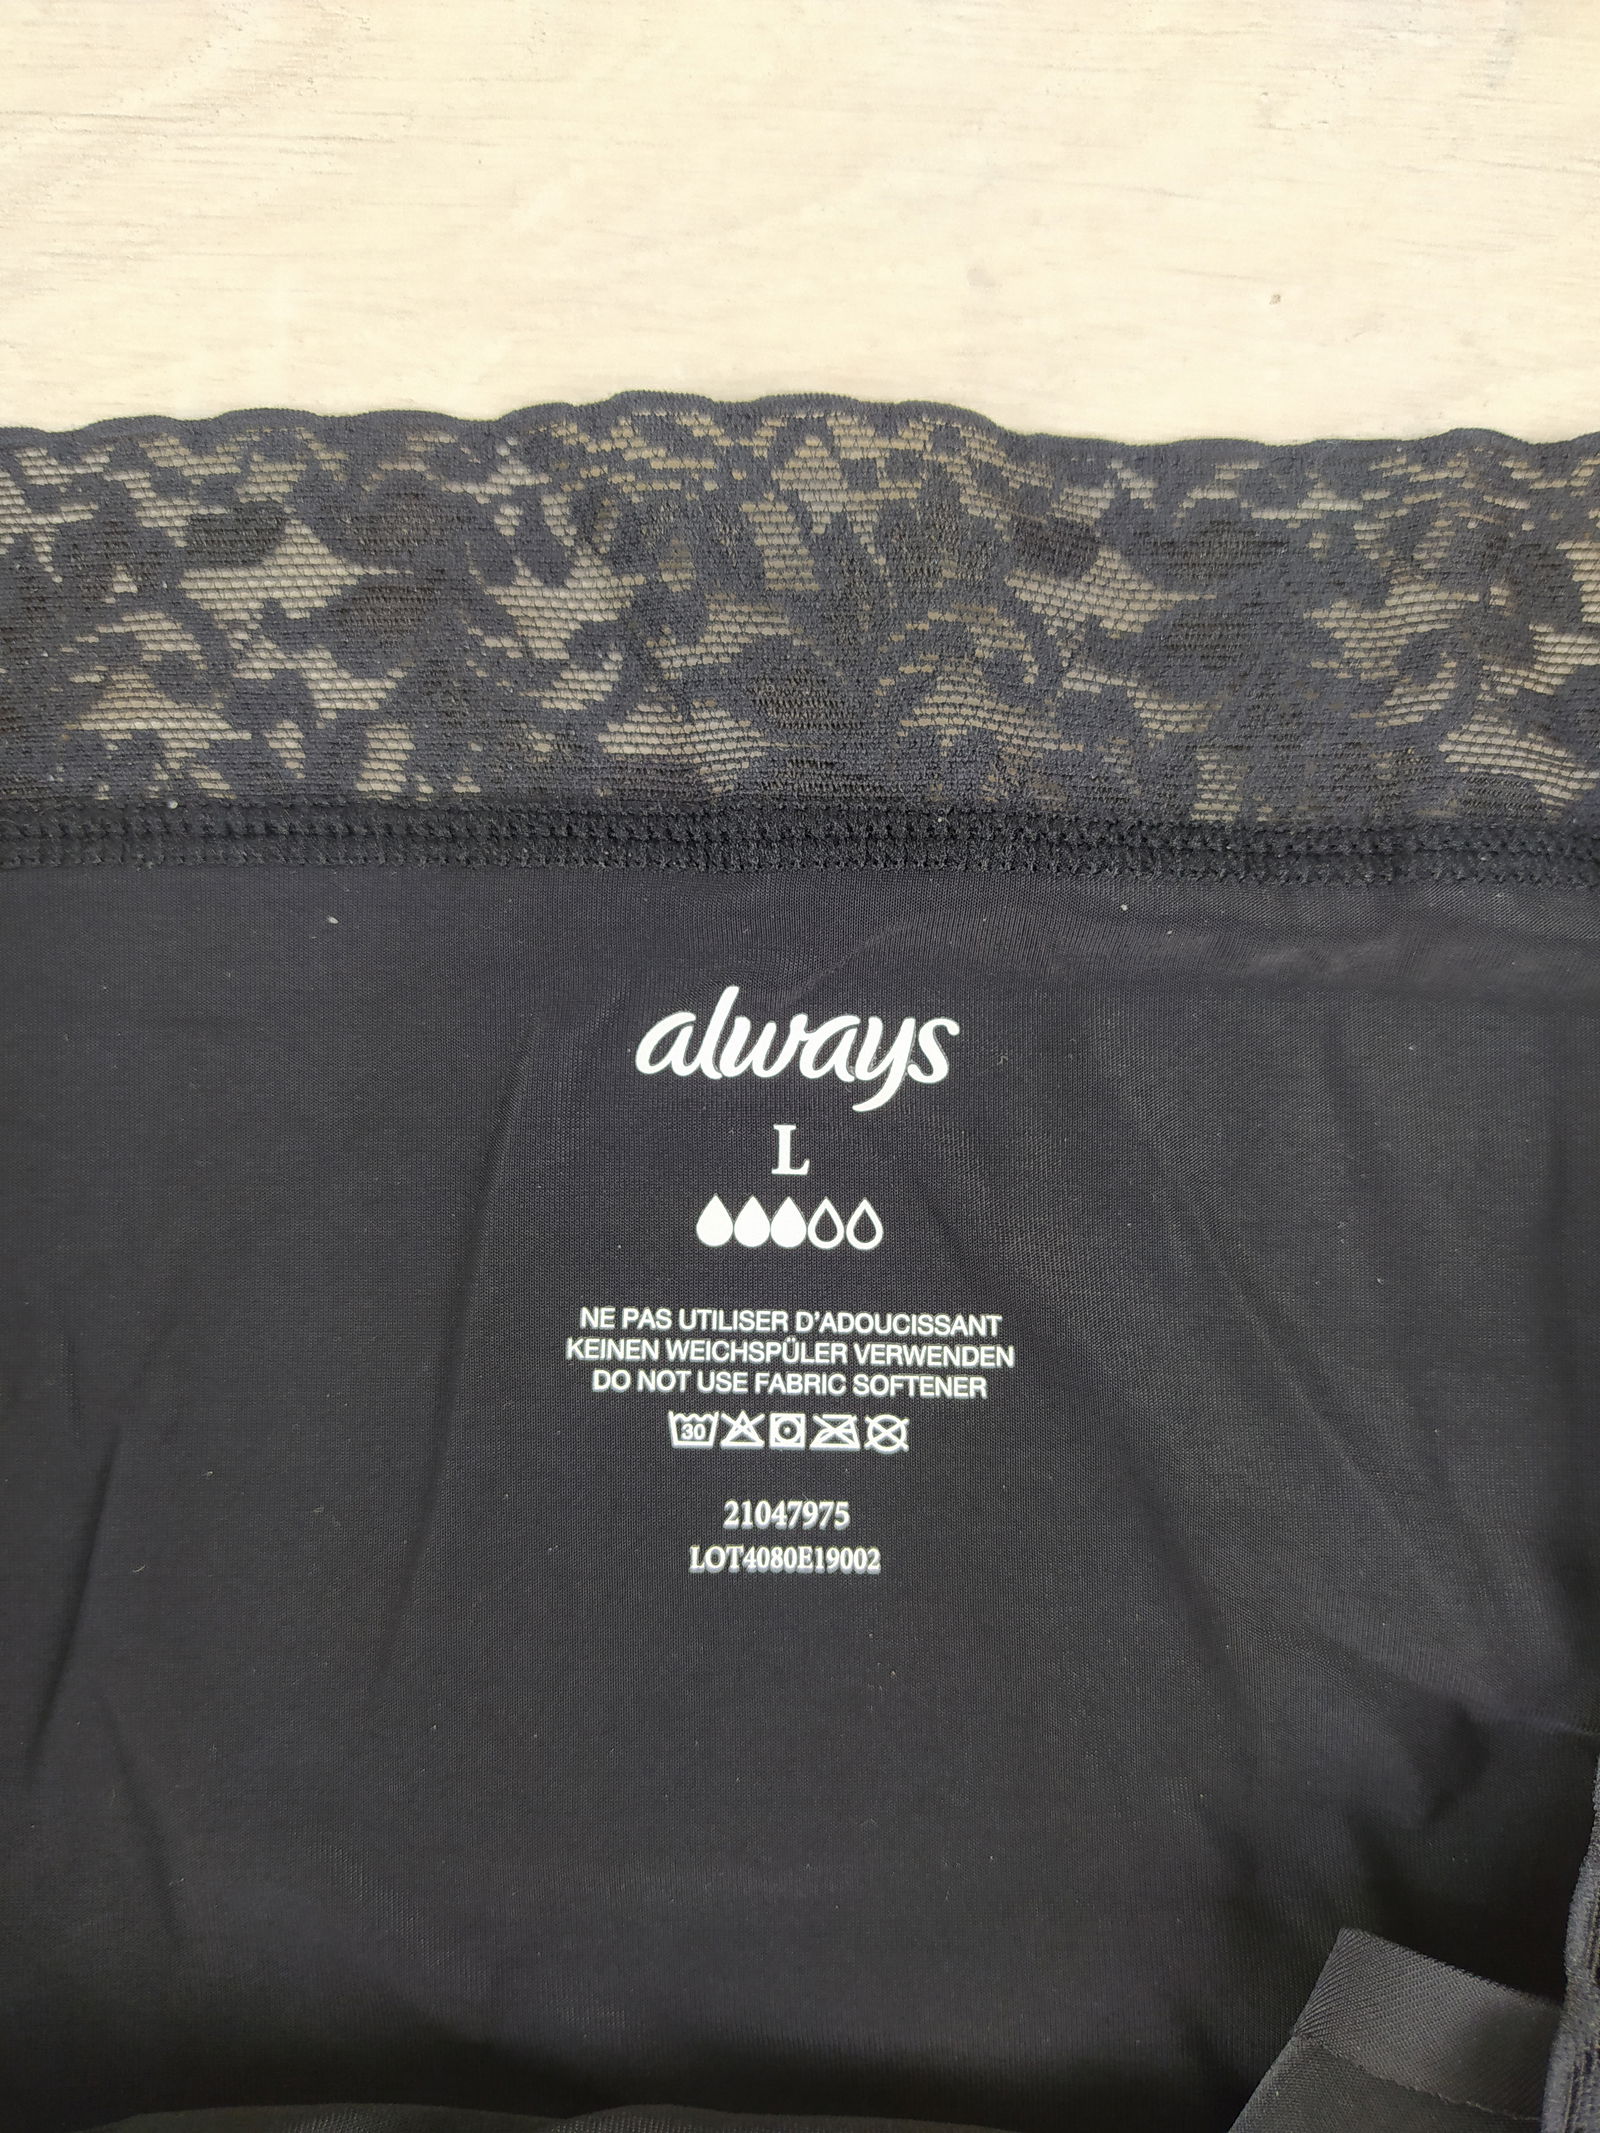 always
L
NE PAS UTILISER D'ADOUCISSANT
KEINEN WEICHSPÜLER VERWENDEN
DO NOT USE FABRIC SOFTENER
30
21047975
LOT4080E19002